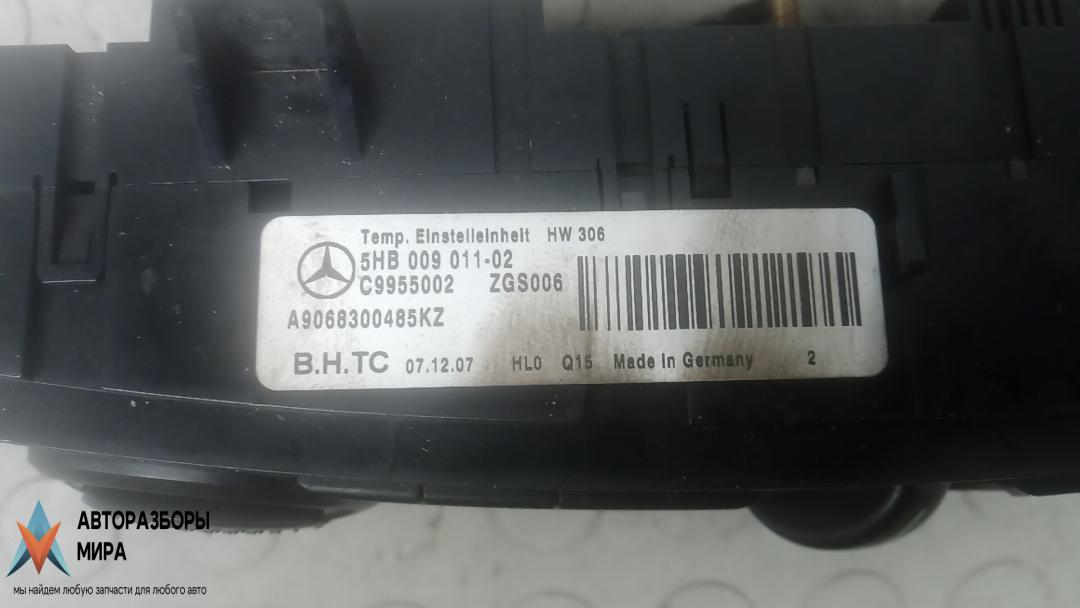 Temp. Einstelleinheit HW 306
5HB 009 011-02
C9955002 ZGS006
A9068300485KZ
B.H.TC 07.12.07 HL0 Q15 Made in Germany 2
АВТОРАЗБОРЫ
МИРА
мы найдем любую запчасти для любого авто